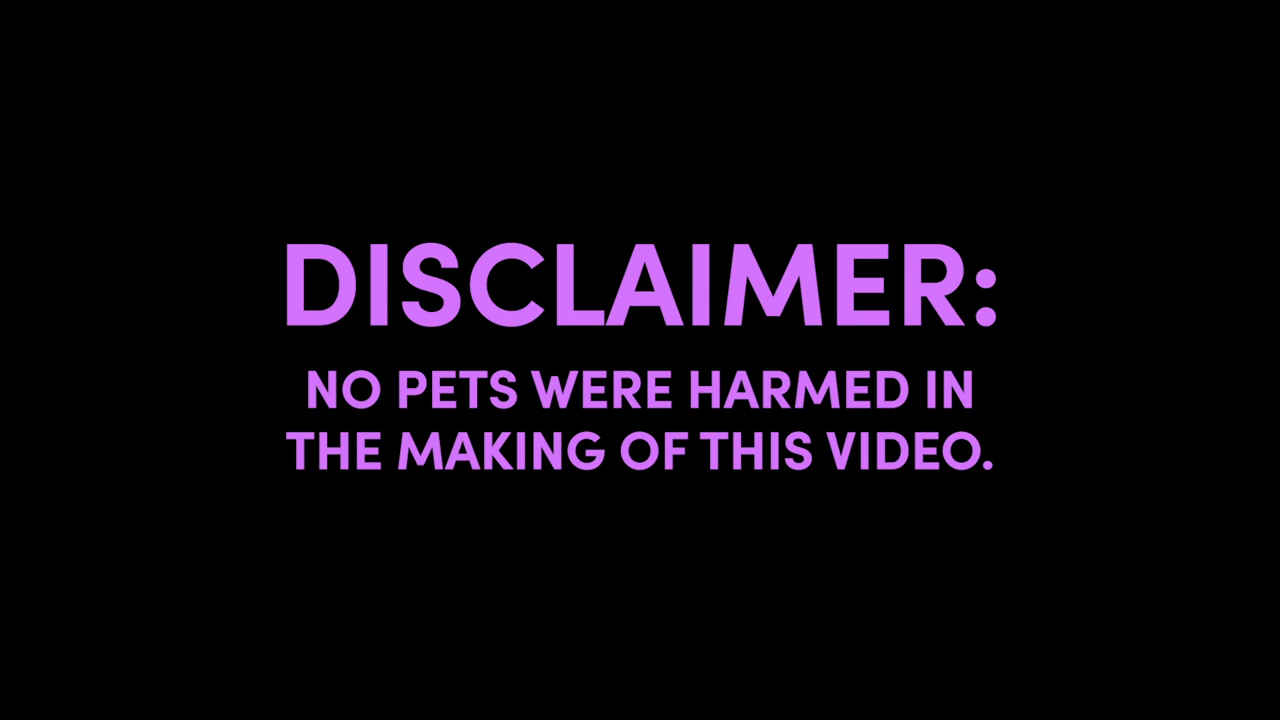 DISCLAIMER:
NO PETS WERE HARMED IN
THE MAKING OF THIS VIDEO.